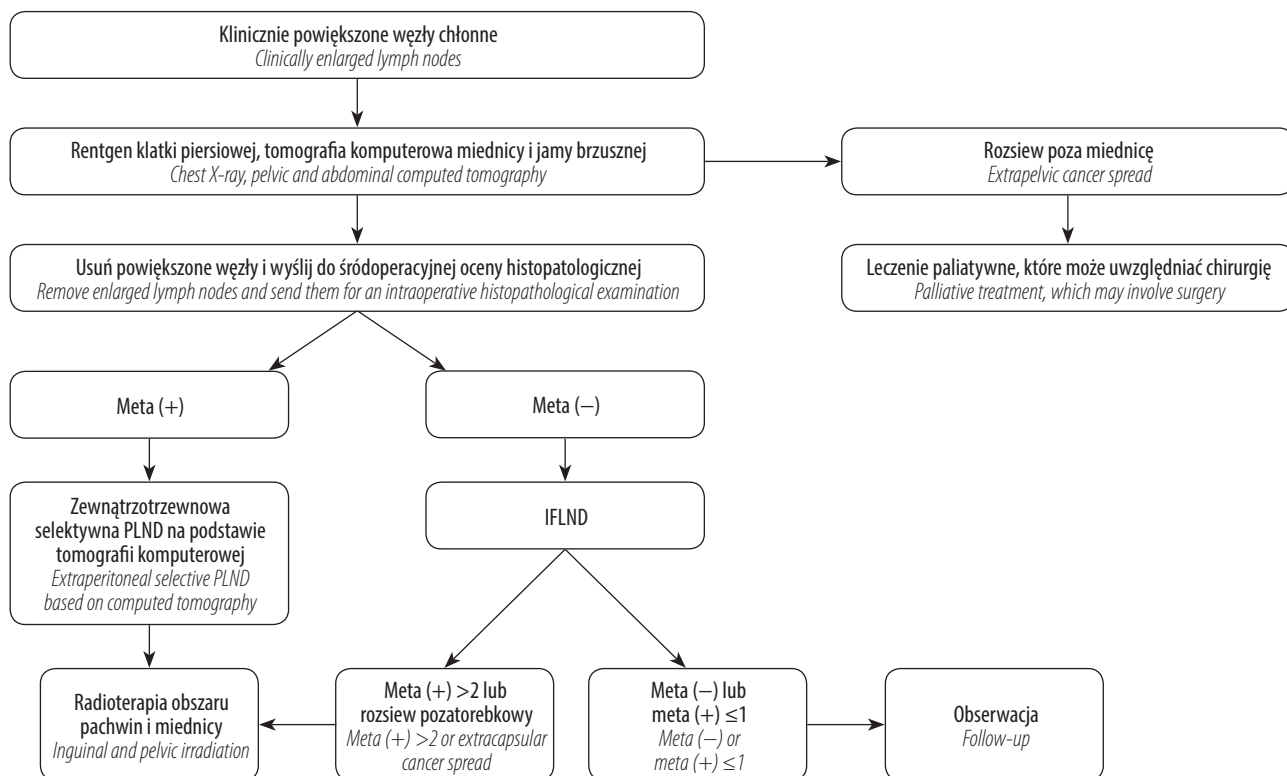 Klinicznie powiększone węzły chłonne
Clinically enlarged lymph nodes
Rentgen klatki piersiowej, tomografia komputerowa miednicy i jamy brzusznej
Chest X-ray, pelvic and abdominal computed tomography
Rozsiew poza miednicę
Extrapelvic cancer spread
Usuń powiększone węzły i wyślij do śródoperacyjnej oceny histopatologicznej
Remove enlarged lymph nodes and send them for an intraoperative histopathological examination
Leczenie paliatywne, które może uwzględniać chirurgię
Palliative treatment, which may involve surgery
Meta (+)
Meta (−)
Zewnątrzotrzewnowa
selektywna PLND na podstawie
tomografii komputerowej
Extraperitoneal selective PLND
based on computed tomography
IFLND
Radioterapia obszaru
pachwin i miednicy
Inguinal and pelvic irradiation
Meta (+) >2 lub
rozsiew pozatorebkowy
Meta (+) >2 or extracapsular
cancer spread
Meta (−) lub
meta (+) ≤1
Meta (−) or
meta (+) ≤1
Obserwacja
Follow-up